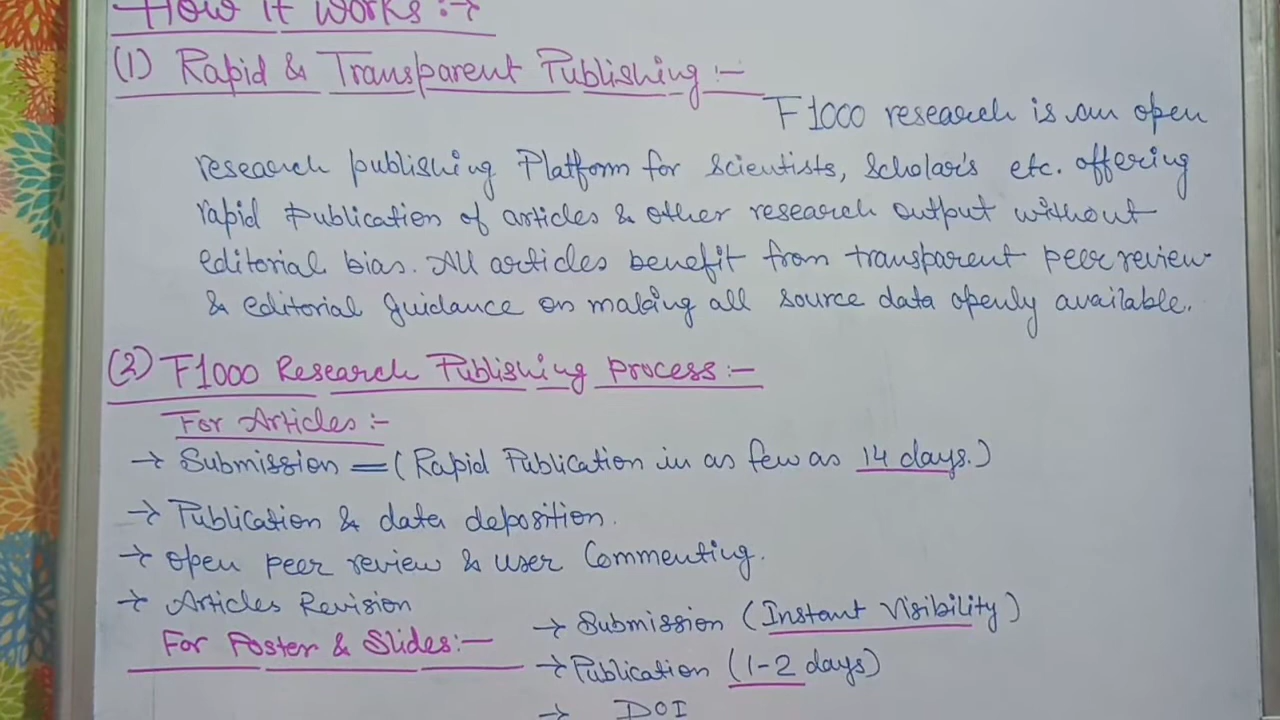 How it works :→
(1) Rapid & Transparent Publishing :-
F1000 research is an open
research publishing Platform for scientists, scholar's etc. offering
rapid publication of articles & other research output without
editorial bias. All articles benefit from transparent peer review
& editorial guidance on making all source data openly available.
(2) F1000 Research Publishing process :-
For Articles :-
→ Submission = (Rapid Publication in as few as 14 days.)
→ Publication & data deposition.
→ open peer review & user Commenting.
→ Articles Revision
For Poster & Slides :-
→ Submission (Instant Visibility)
→ Publication (1-2 days)
→ DOI